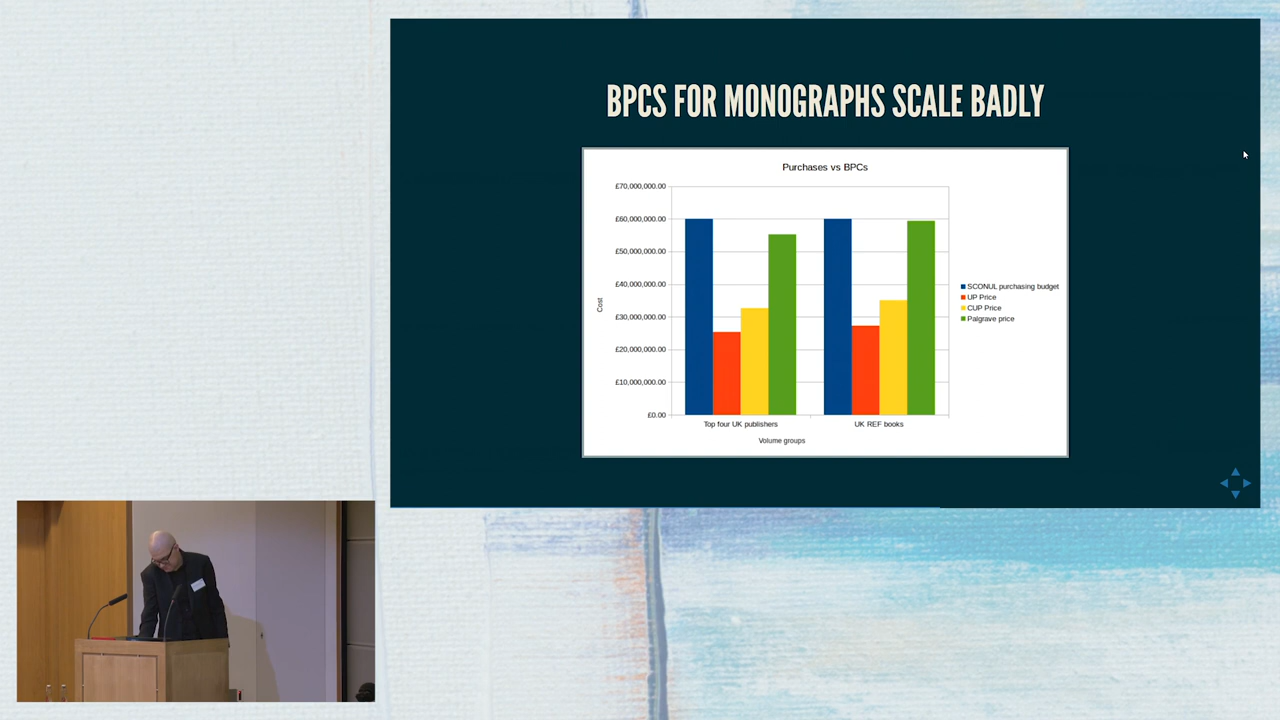 BPCS FOR MONOGRAPHS SCALE BADLY
Purchases vs BPCs
£70,000,000.00
£60,000,000.00
£50,000,000.00
£40,000,000.00
£30,000,000.00
£20,000,000.00
£10,000,000.00
£0.00
Cost
Top four UK publishers
UK REF books
Volume groups
SCONUL purchasing budget
UP Price
CUP Price
Palgrave price